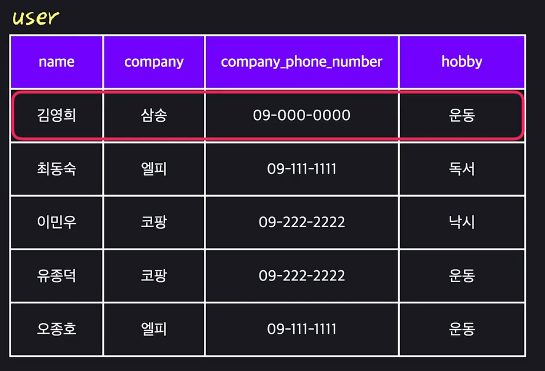 user
name company company_phone_number hobby
김영희 삼송 09-000-0000 운동
최동숙 엘피 09-111-1111 독서
이민우 코팡 09-222-2222 낚시
유종덕 코팡 09-222-2222 운동
오종호 엘피 09-111-1111 운동